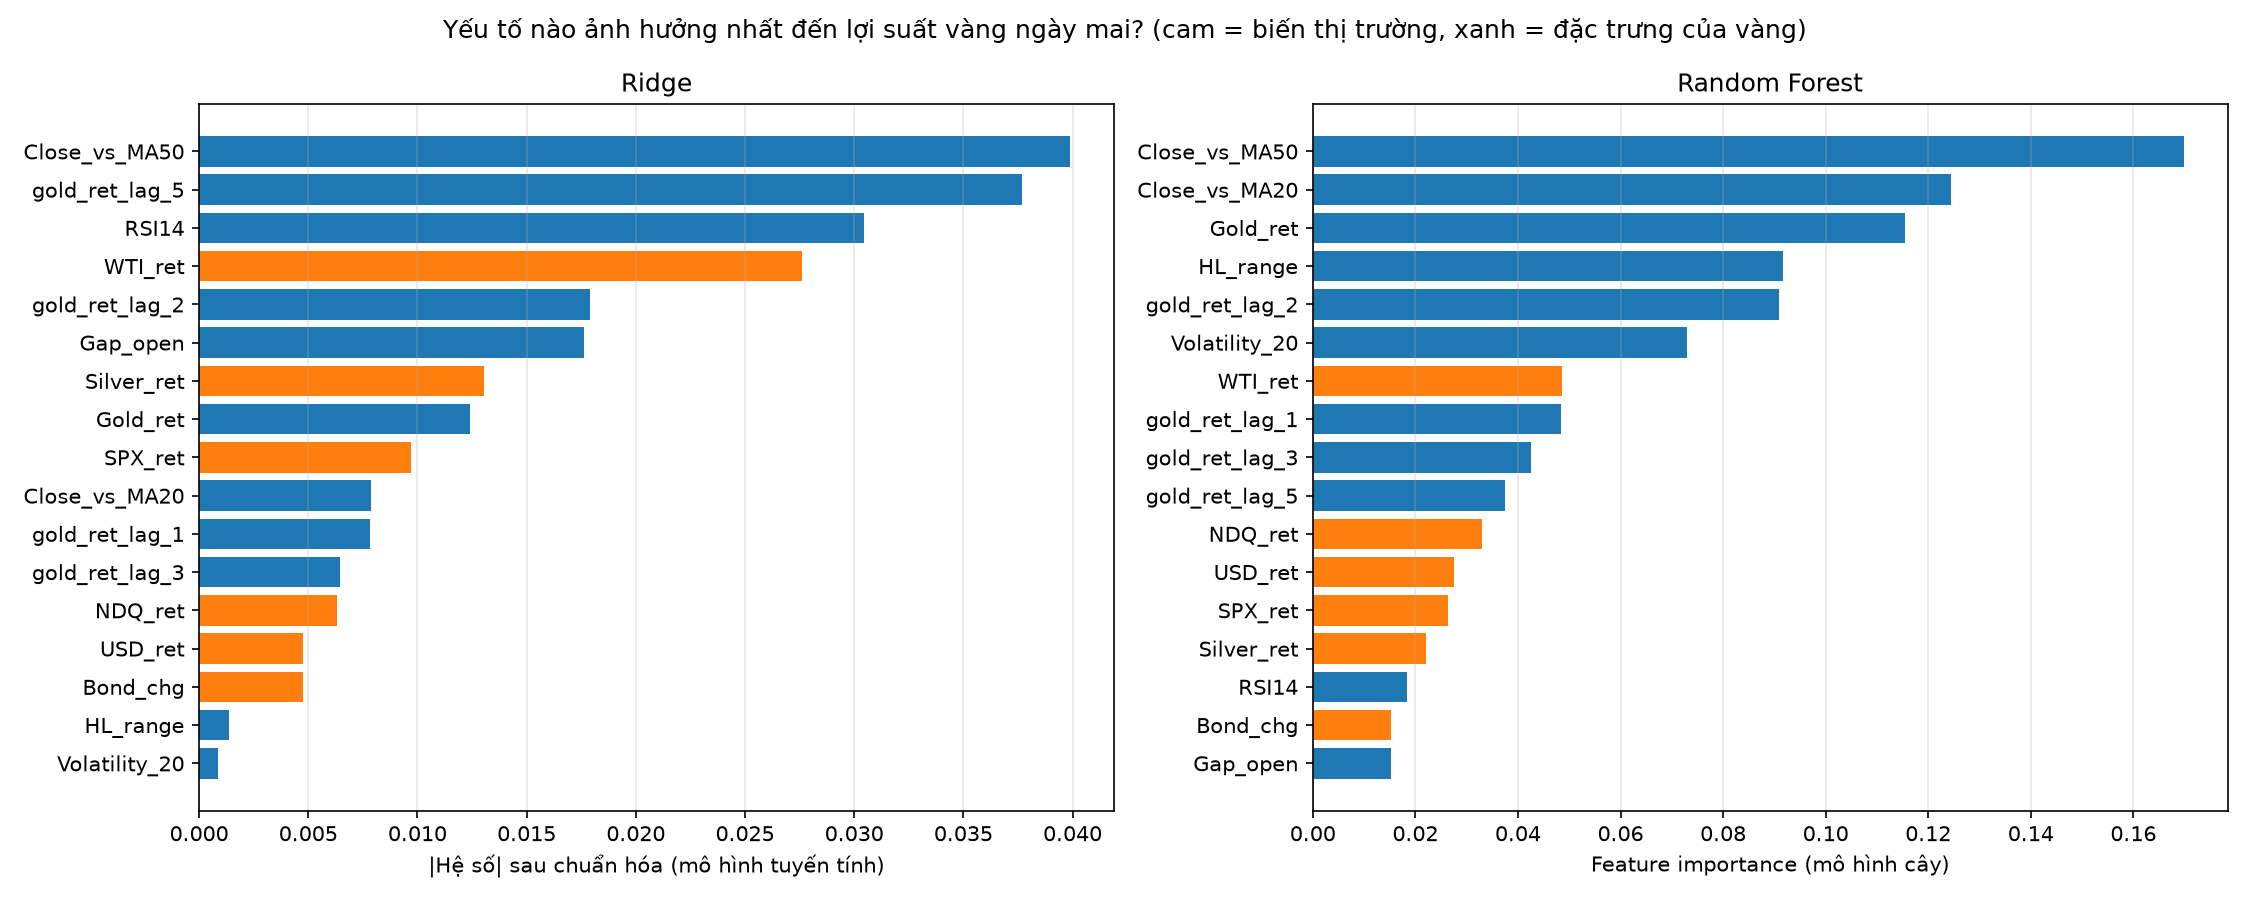 Yếu tố nào ảnh hưởng nhất đến lợi suất vàng ngày mai? (cam = biến thị trường, xanh = đặc trưng của vàng)
Ridge
Close_vs_MA50
gold_ret_lag_5
RSI14
WTI_ret
gold_ret_lag_2
Gap_open
Silver_ret
Gold_ret
SPX_ret
Close_vs_MA20
gold_ret_lag_1
gold_ret_lag_3
NDQ_ret
USD_ret
Bond_chg
HL_range
Volatility_20
0.000 0.005 0.010 0.015 0.020 0.025 0.030 0.035 0.040
|Hệ số| sau chuẩn hóa (mô hình tuyến tính)
Random Forest
Close_vs_MA50
Close_vs_MA20
Gold_ret
HL_range
gold_ret_lag_2
Volatility_20
WTI_ret
gold_ret_lag_1
gold_ret_lag_3
gold_ret_lag_5
NDQ_ret
USD_ret
SPX_ret
Silver_ret
RSI14
Bond_chg
Gap_open
0.00 0.02 0.04 0.06 0.08 0.10 0.12 0.14 0.16
Feature importance (mô hình cây)